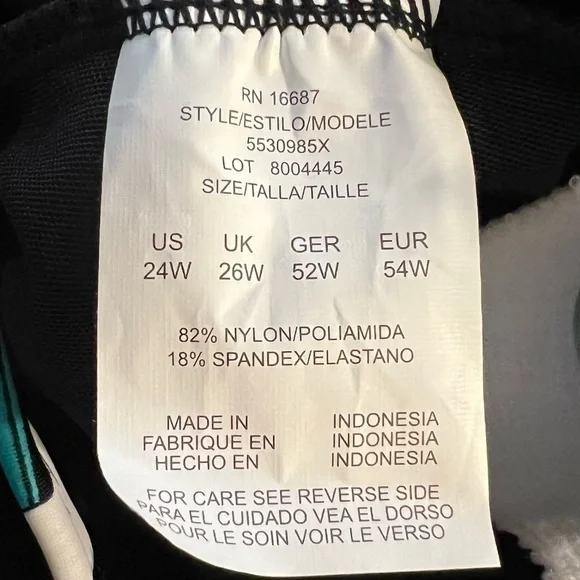 RN 16687
STYLE/ESTILO/MODELE
5530985X
LOT 8004445
SIZE/TALLA/TAILLE
US UK GER EUR
24W 26W 52W 54W
82% NYLON/POLIAMIDA
18% SPANDEX/ELASTANO
MADE IN INDONESIA
FABRIQUE EN INDONESIA
HECHO EN INDONESIA
FOR CARE SEE REVERSE SIDE
PARA EL CUIDADO VEA EL DORSO
POUR LE SOIN VOIR LE VERSO